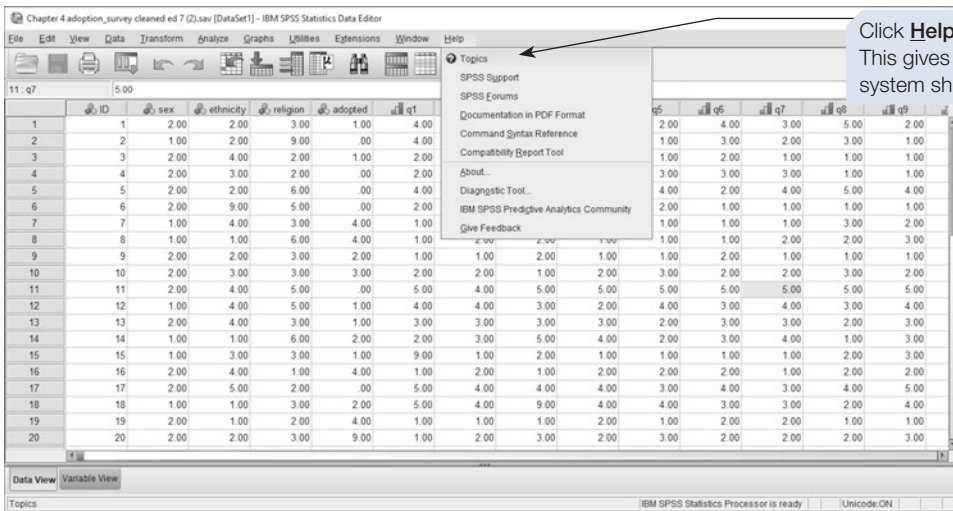 Chapter 4 adoption_survey cleaned ed 7 (2).sav [DataSet1] - IBM SPSS Statistics Data Editor
File Edit View Data Transform Analyze Graphs Utilities Extensions Window Help
Click Help
This gives
system sh
Topics
SPSS Support
SPSS Forums
Documentation in PDF Format
Command Syntax Reference
Compatibility Report Tool
About...
Diagnostic Tool...
IBM SPSS Predictive Analytics Community
Give Feedback
11 : q7 5.00
ID sex ethnicity religion adopted q1 q5 q6 q7 q8 q9
1 1 2.00 2.00 3.00 1.00 4.00 2.00 4.00 3.00 5.00 2.00
2 2 1.00 2.00 9.00 .00 4.00 1.00 3.00 2.00 3.00 1.00
3 3 2.00 4.00 2.00 1.00 2.00 1.00 2.00 1.00 1.00 1.00
4 4 2.00 3.00 2.00 .00 2.00 3.00 3.00 3.00 1.00 1.00
5 5 2.00 2.00 6.00 .00 4.00 4.00 2.00 4.00 5.00 4.00
6 6 2.00 9.00 5.00 .00 2.00 2.00 1.00 1.00 1.00 1.00
7 7 1.00 4.00 3.00 4.00 1.00 1.00 1.00 1.00 3.00 2.00
8 8 1.00 1.00 6.00 4.00 1.00 2.00 2.00 1.00 1.00 1.00 2.00 2.00 3.00
9 9 2.00 2.00 3.00 2.00 1.00 1.00 2.00 1.00 1.00 2.00 1.00 1.00 1.00
10 10 2.00 3.00 3.00 3.00 2.00 2.00 1.00 2.00 3.00 2.00 2.00 3.00 2.00
11 11 2.00 4.00 5.00 .00 5.00 4.00 5.00 5.00 5.00 5.00 5.00 5.00 5.00
12 12 1.00 4.00 5.00 1.00 4.00 4.00 3.00 2.00 4.00 3.00 4.00 3.00 4.00
13 13 2.00 4.00 3.00 1.00 3.00 3.00 3.00 3.00 2.00 3.00 3.00 2.00 3.00
14 14 1.00 1.00 6.00 2.00 2.00 3.00 5.00 4.00 2.00 3.00 4.00 1.00 3.00
15 15 1.00 3.00 3.00 1.00 9.00 1.00 2.00 1.00 1.00 1.00 1.00 2.00 3.00
16 16 2.00 4.00 1.00 4.00 1.00 2.00 1.00 2.00 2.00 2.00 1.00 2.00 2.00
17 17 2.00 5.00 2.00 .00 5.00 4.00 4.00 4.00 3.00 4.00 3.00 4.00 5.00
18 18 1.00 1.00 3.00 2.00 5.00 4.00 9.00 4.00 4.00 3.00 3.00 2.00 4.00
19 19 2.00 1.00 2.00 4.00 1.00 1.00 1.00 2.00 1.00 2.00 2.00 1.00 1.00
20 20 2.00 2.00 3.00 9.00 1.00 2.00 3.00 2.00 3.00 2.00 2.00 2.00 3.00
Data View Variable View
Topics IBM SPSS Statistics Processor is ready Unicode:ON